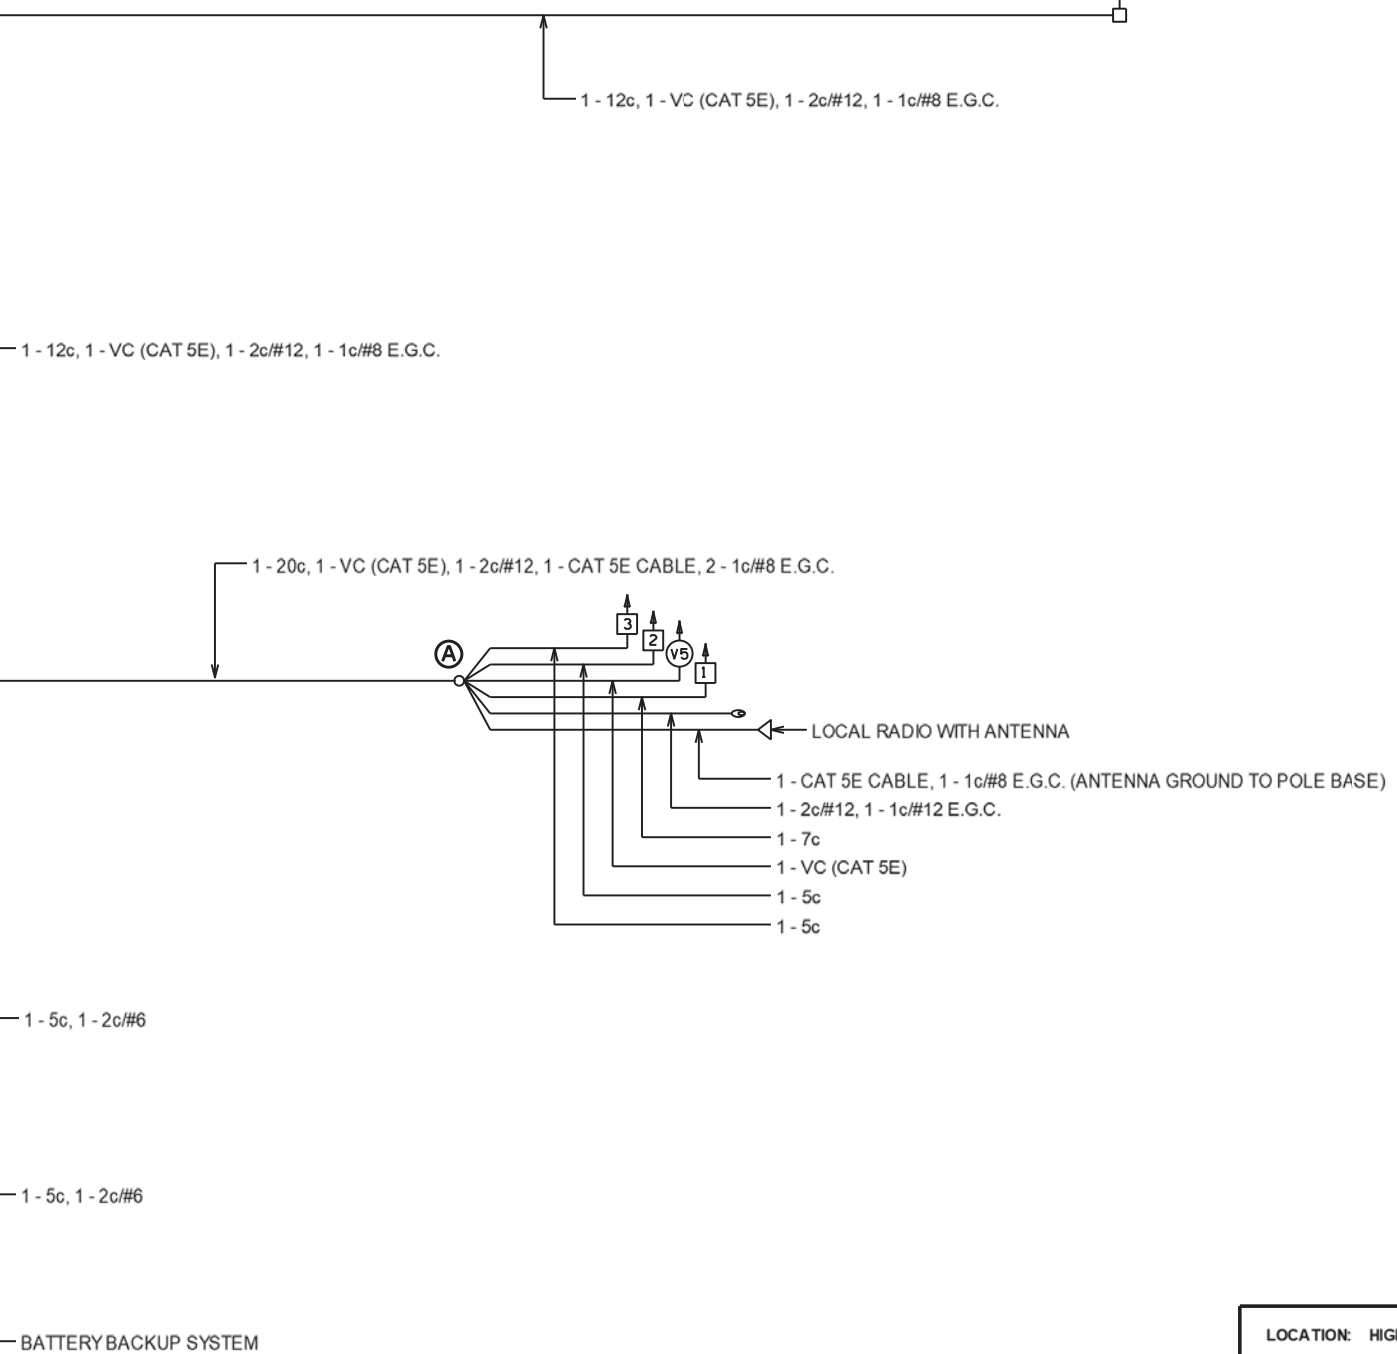 1 - 12c, 1 - VC (CAT 5E), 1 - 2c/#12, 1 - 1c/#8 E.G.C.
1 - 12c, 1 - VC (CAT 5E), 1 - 2c/#12, 1 - 1c/#8 E.G.C.
1 - 20c, 1 - VC (CAT 5E), 1 - 2c/#12, 1 - CAT 5E CABLE, 2 - 1c/#8 E.G.C.
3
2
A
V5
1
LOCAL RADIO WITH ANTENNA
1 - CAT 5E CABLE, 1 - 1c/#8 E.G.C. (ANTENNA GROUND TO POLE BASE)
1 - 2c/#12, 1 - 1c/#12 E.G.C.
1 - 7c
1 - VC (CAT 5E)
1 - 5c
1 - 5c
1 - 5c, 1 - 2c/#6
1 - 5c, 1 - 2c/#6
BATTERY BACKUP SYSTEM
LOCATION: